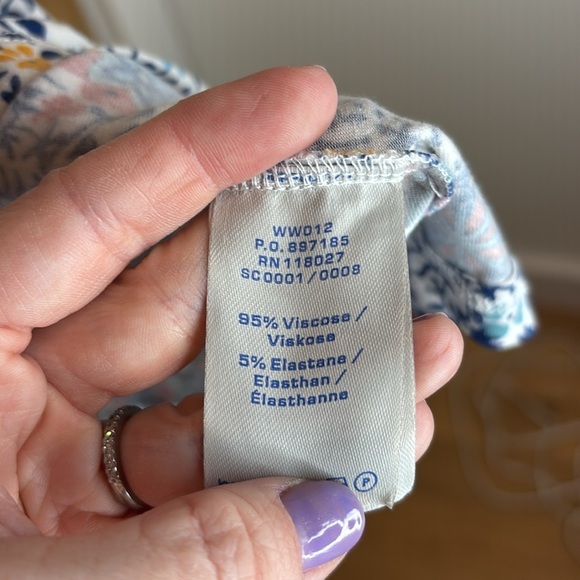 WW012
P.O. 897185
RN 118027
SC0001/0008
95% Viscose /
Viskose
5% Elastane /
Elasthan /
Élasthanne
P